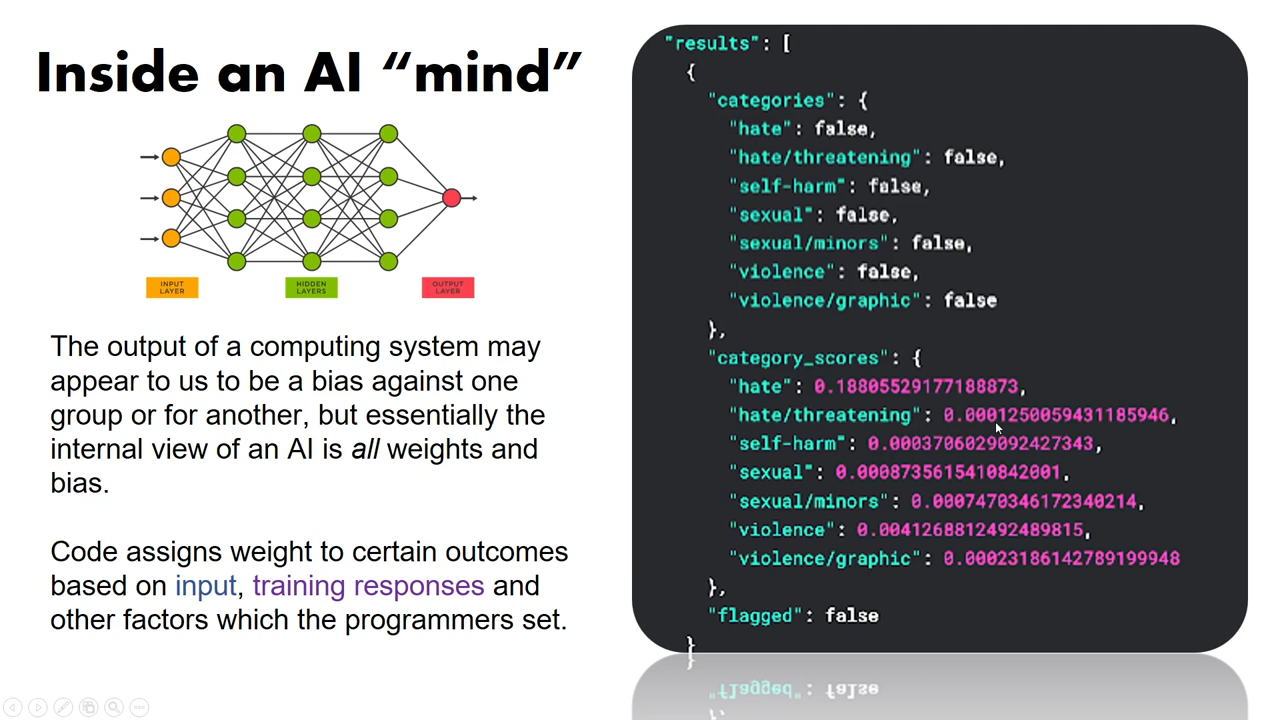 Inside an AI “mind”
INPUT
LAYER
HIDDEN
LAYERS
OUTPUT
LAYER
The output of a computing system may
appear to us to be a bias against one
group or for another, but essentially the
internal view of an AI is all weights and
bias.
Code assigns weight to certain outcomes
based on input, training responses and
other factors which the programmers set.
"results": [
{
"categories": {
"hate": false,
"hate/threatening": false,
"self-harm": false,
"sexual": false,
"sexual/minors": false,
"violence": false,
"violence/graphic": false
},
"category_scores": {
"hate": 0.18805529177188873,
"hate/threatening": 0.0001250059431185946,
"self-harm": 0.0003706029092427343,
"sexual": 0.0008735615410842001,
"sexual/minors": 0.0007470346172340214,
"violence": 0.0041268812492489815,
"violence/graphic": 0.00023186142789199948
},
"flagged": false
}